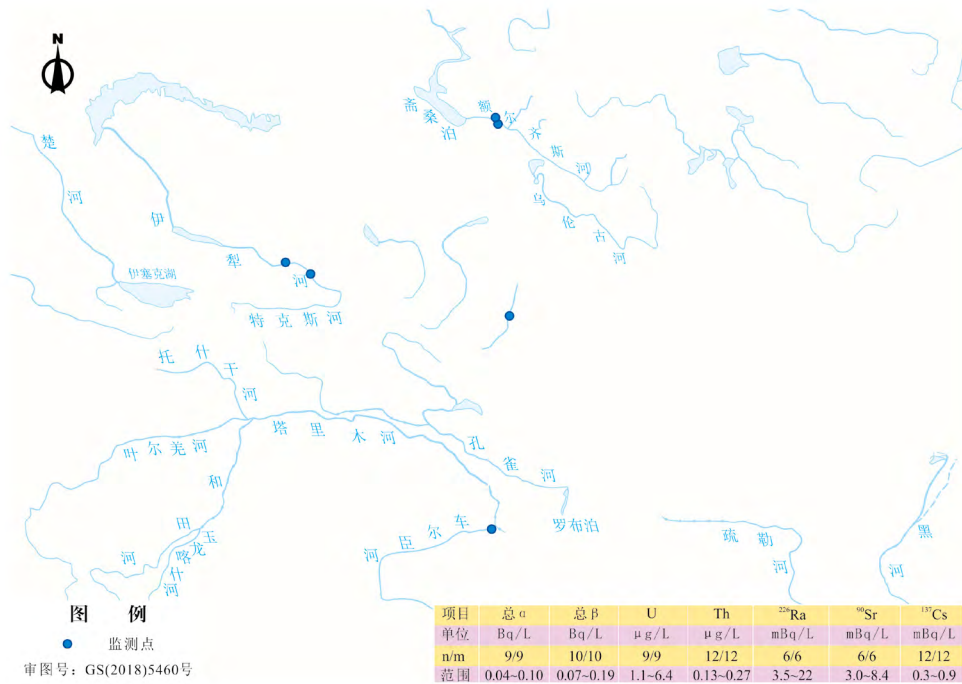 N
斋桑泊
额尔齐斯河
楚河
乌伦古河
伊犁河
伊塞克湖
特克斯河
托什干河
塔里木河
孔雀河
叶尔羌河
和田河
玉龙喀什河
车尔臣河
罗布泊
疏勒河
黑河
图 例
监测点
审图号：GS(2018)5460号
项目 总α 总β U Th ²²⁶Ra ⁹⁰Sr ¹³⁷Cs
单位 Bq/L Bq/L μg/L μg/L mBq/L mBq/L mBq/L
n/m 9/9 10/10 9/9 12/12 6/6 6/6 12/12
范围 0.04~0.10 0.07~0.19 1.1~6.4 0.13~0.27 3.5~22 3.0~8.4 0.3~0.9